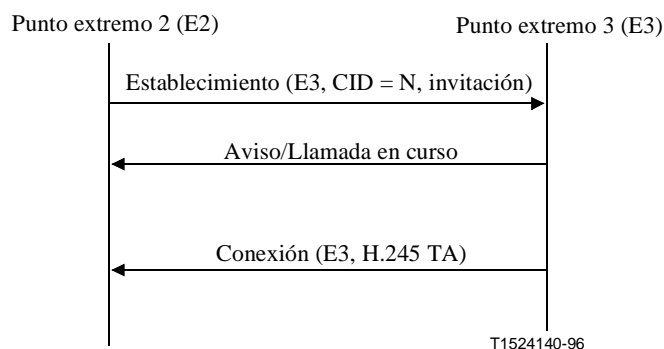 Punto extremo 2 (E2)
Punto extremo 3 (E3)
Establecimiento (E3, CID = N, invitación)
Aviso/Llamada en curso
Conexión (E3, H.245 TA)
T1524140-96